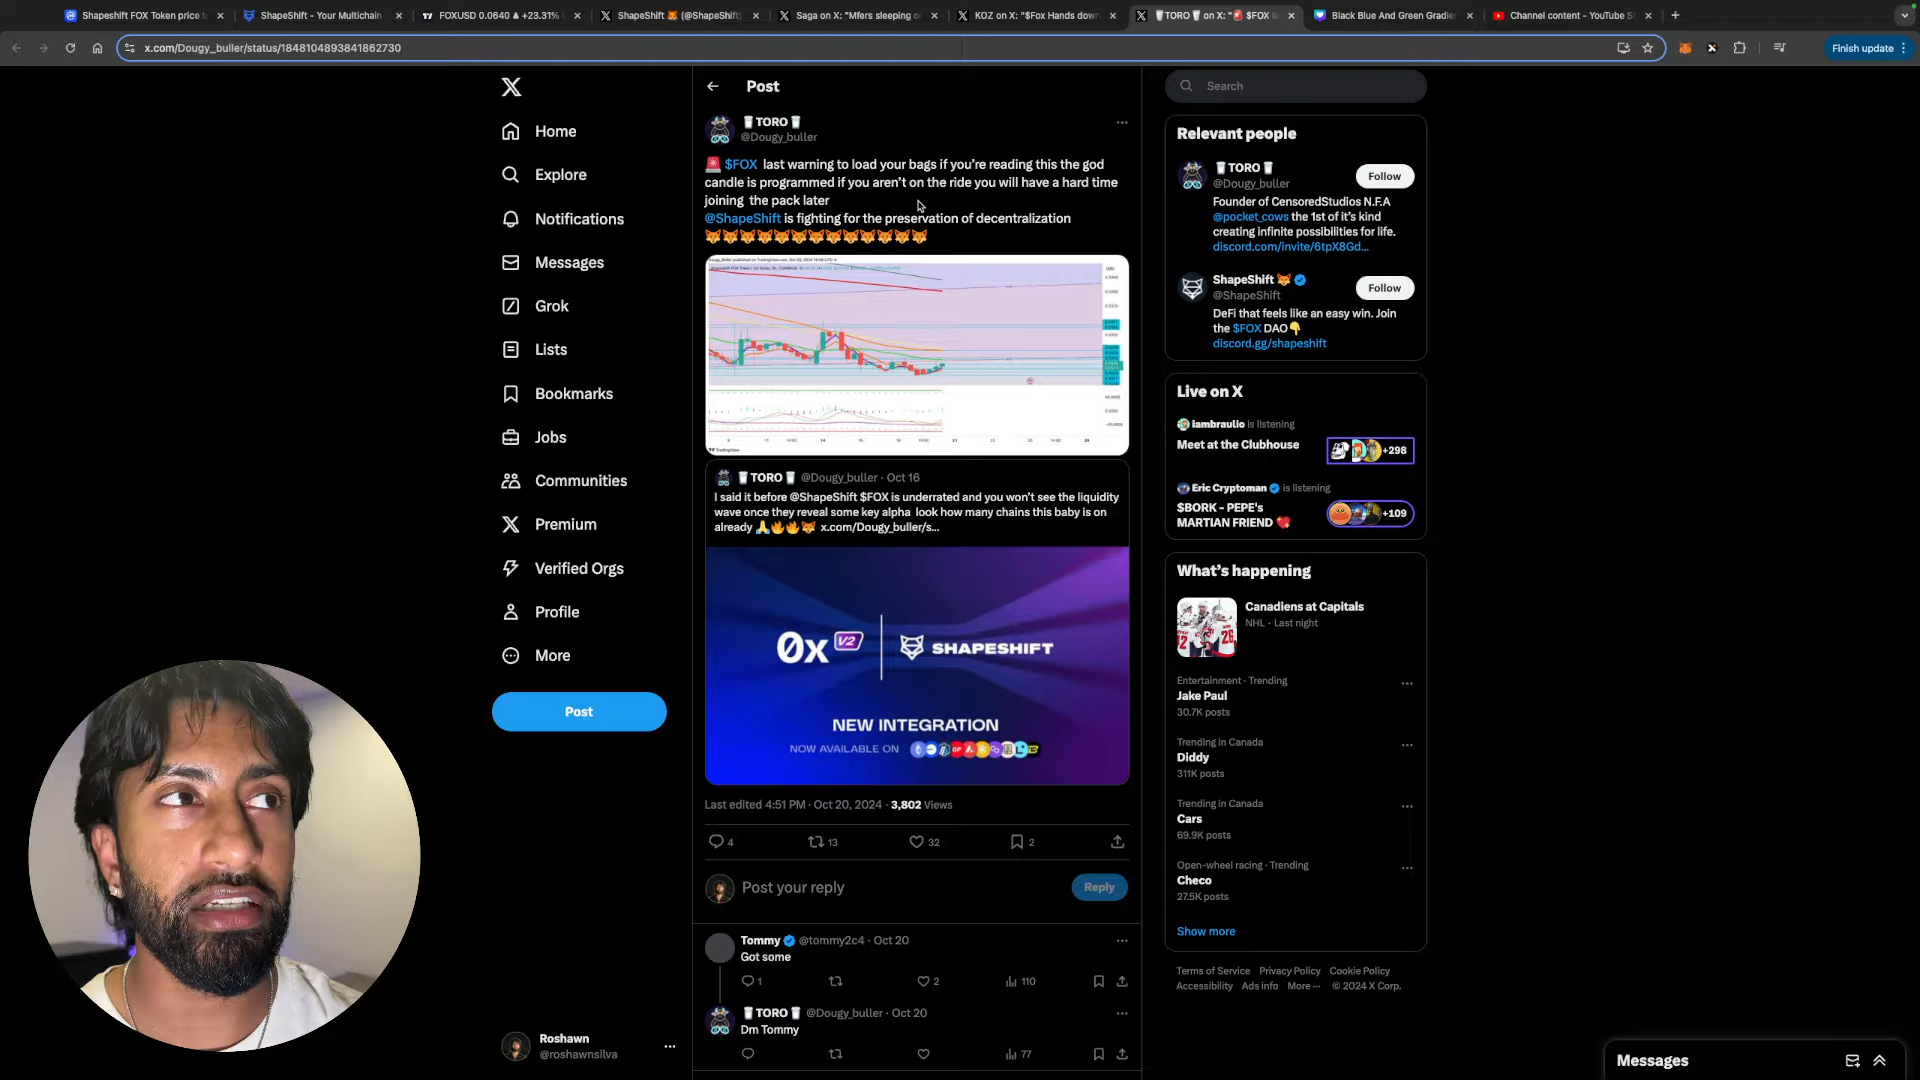 Shapeshift FOX Token price t
ShapeShift - Your Multichain
FOXUSD 0.0640 ▲ +23.31%
ShapeShift 🦊 (@ShapeShift)
Saga on X: "Mfers sleeping o
KOZ on X: "$Fox Hands down
🥛TORO🥛 on X: "🚨 $FOX l
Black Blue And Green Gradie
Channel content - YouTube S
x.com/Dougy_buller/status/1848104893841862730
Finish update
Home
Explore
Notifications
Messages
Grok
Lists
Bookmarks
Jobs
Communities
Premium
Verified Orgs
Profile
More
Post
Roshawn
@roshawnsilva
Post
🥛TORO🥛
@Dougy_buller
🚨 $FOX last warning to load your bags if you're reading this the god
candle is programmed if you aren't on the ride you will have a hard time
joining the pack later
@ShapeShift is fighting for the preservation of decentralization
🦊🦊🦊🦊🦊🦊🦊🦊🦊🦊🦊🦊🦊
🥛TORO🥛 @Dougy_buller · Oct 16
I said it before @ShapeShift $FOX is underrated and you won't see the liquidity
wave once they reveal some key alpha look how many chains this baby is on
already 🙏🔥🔥🦊 x.com/Dougy_buller/s...
0x V2 | SHAPESHIFT
NEW INTEGRATION
NOW AVAILABLE ON
Last edited 4:51 PM · Oct 20, 2024 · 3,802 Views
4 13 32 2
Post your reply
Reply
Tommy @tommy2c4 · Oct 20
Got some
1 2 110
🥛TORO🥛 @Dougy_buller · Oct 20
Dm Tommy
77
Search
Relevant people
🥛TORO🥛
@Dougy_buller
Follow
Founder of CensoredStudios N.F.A
@pocket_cows the 1st of it's kind
creating infinite possibilities for life.
discord.com/invite/6tpX8Gd...
ShapeShift 🦊
@ShapeShift
Follow
DeFi that feels like an easy win. Join
the $FOX DAO👇
discord.gg/shapeshift
Live on X
iambraulio is listening
Meet at the Clubhouse
+298
Eric Cryptoman is listening
$BORK - PEPE's
MARTIAN FRIEND 💖
+109
What's happening
Canadiens at Capitals
NHL · Last night
Entertainment · Trending
Jake Paul
30.7K posts
Trending in Canada
Diddy
311K posts
Trending in Canada
Cars
69.9K posts
Open-wheel racing · Trending
Checo
27.5K posts
Show more
Terms of Service Privacy Policy Cookie Policy
Accessibility Ads info More ··· © 2024 X Corp.
Messages